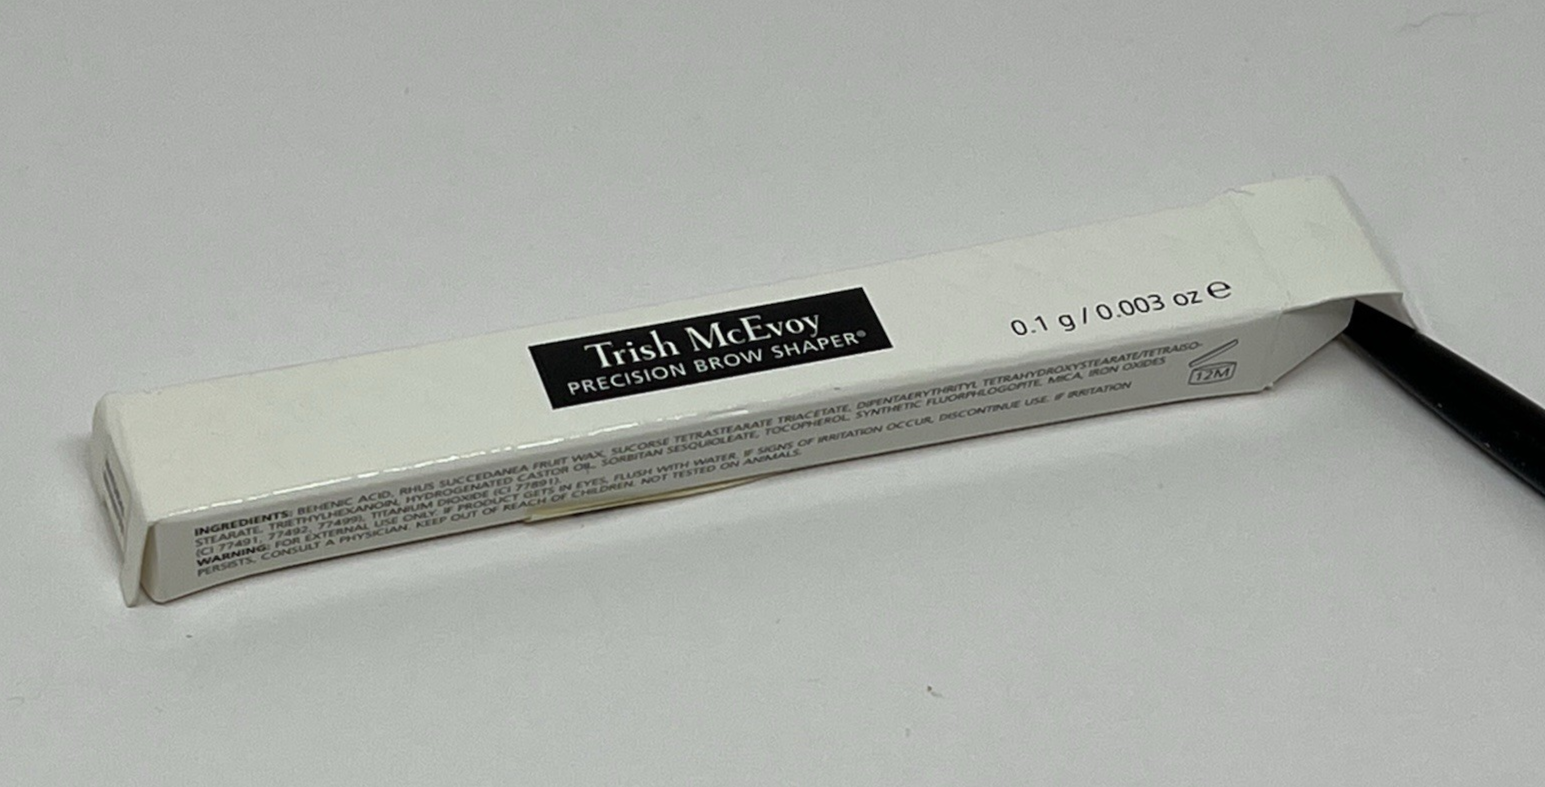 Trish McEvoy
PRECISION BROW SHAPER®
0.1 g / 0.003 oz ℮
INGREDIENTS: BEHENIC ACID, RHUS SUCCEDANEA FRUIT WAX, SUCORSE TETRASTEARATE TRIACETATE, DIPENTAERYTHRITYL TETRAHYDROXYSTEARATE/TETRAISO-
STEARATE, TRIETHYLHEXANOIN, HYDROGENATED CASTOR OIL, SORBITAN SESQUIOLEATE, TOCOPHEROL, SYNTHETIC FLUORPHLOGOPITE, MICA, IRON OXIDES
(CI 77491, 77492, 77499), TITANIUM DIOXIDE (CI 77891).
WARNING: FOR EXTERNAL USE ONLY. IF PRODUCT GETS IN EYES, FLUSH WITH WATER. IF SIGNS OF IRRITATION OCCUR, DISCONTINUE USE. IF IRRITATION
PERSISTS, CONSULT A PHYSICIAN. KEEP OUT OF REACH OF CHILDREN. NOT TESTED ON ANIMALS.
12M